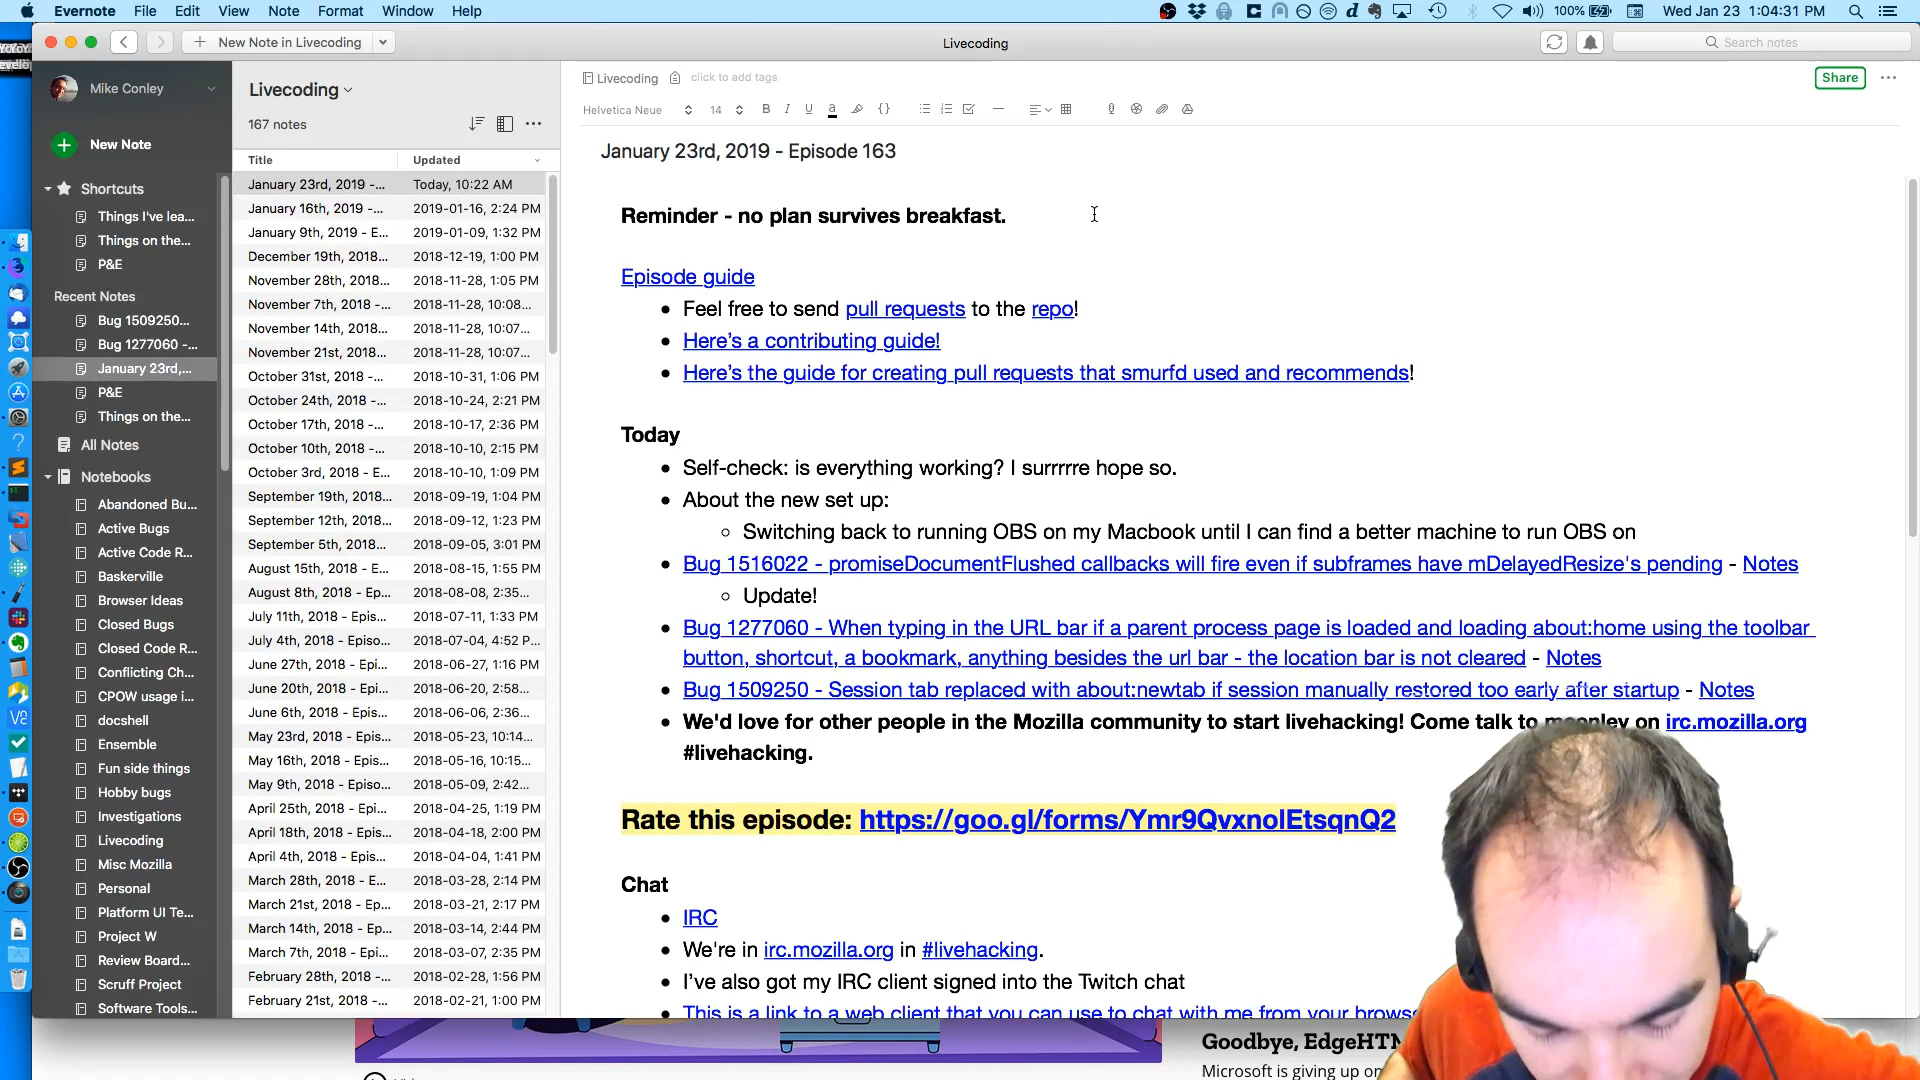 Evernote File Edit View Note Format Window Help
100% Wed Jan 23 1:04:31 PM
New Note in Livecoding
Livecoding
Search notes
Mike Conley
New Note
Shortcuts
Things I've lea...
Things on the...
P&E
Recent Notes
Bug 1509250...
Bug 1277060 -...
January 23rd,...
P&E
Things on the...
All Notes
Notebooks
Abandoned Bu...
Active Bugs
Active Code R...
Baskerville
Browser Ideas
Closed Bugs
Closed Code R...
Conflicting Ch...
CPOW usage i...
docshell
Ensemble
Fun side things
Hobby bugs
Investigations
Livecoding
Misc Mozilla
Personal
Platform UI Te...
Project W
Review Board...
Scruff Project
Software Tools...
Livecoding
167 notes
Title Updated
January 23rd, 2019 -... Today, 10:22 AM
January 16th, 2019 -... 2019-01-16, 2:24 PM
January 9th, 2019 - E... 2019-01-09, 1:32 PM
December 19th, 2018... 2018-12-19, 1:00 PM
November 28th, 2018... 2018-11-28, 1:05 PM
November 7th, 2018 -... 2018-11-28, 10:08...
November 14th, 2018... 2018-11-28, 10:07...
November 21st, 2018... 2018-11-28, 10:07...
October 31st, 2018 -... 2018-10-31, 1:06 PM
October 24th, 2018 -... 2018-10-24, 2:21 PM
October 17th, 2018 -... 2018-10-17, 2:36 PM
October 10th, 2018 -... 2018-10-10, 2:15 PM
October 3rd, 2018 - E... 2018-10-10, 1:09 PM
September 19th, 2018... 2018-09-19, 1:04 PM
September 12th, 2018... 2018-09-12, 1:23 PM
September 5th, 2018... 2018-09-05, 3:01 PM
August 15th, 2018 - E... 2018-08-15, 1:55 PM
August 8th, 2018 - Ep... 2018-08-08, 2:35...
July 11th, 2018 - Epis... 2018-07-11, 1:33 PM
July 4th, 2018 - Episo... 2018-07-04, 4:52 P...
June 27th, 2018 - Epi... 2018-06-27, 1:16 PM
June 20th, 2018 - Epi... 2018-06-20, 2:58...
June 6th, 2018 - Epis... 2018-06-06, 2:36...
May 23rd, 2018 - Epis... 2018-05-23, 10:14...
May 16th, 2018 - Epis... 2018-05-16, 10:15...
May 9th, 2018 - Epis... 2018-05-09, 2:42...
April 25th, 2018 - Epi... 2018-04-25, 1:19 PM
April 18th, 2018 - Epi... 2018-04-18, 2:00 PM
April 4th, 2018 - Epis... 2018-04-04, 1:41 PM
March 28th, 2018 - E... 2018-03-28, 2:14 PM
March 21st, 2018 - Ep... 2018-03-21, 2:17 PM
March 14th, 2018 - Ep... 2018-03-14, 2:44 PM
March 7th, 2018 - Epi... 2018-03-07, 2:35 PM
February 28th, 2018 -... 2018-02-28, 1:56 PM
February 21st, 2018 -... 2018-02-21, 1:00 PM
Livecoding click to add tags
Share
Helvetica Neue 14 B I U a {}
January 23rd, 2019 - Episode 163
Reminder - no plan survives breakfast.
Episode guide
Feel free to send pull requests to the repo!
Here's a contributing guide!
Here's the guide for creating pull requests that smurfd used and recommends!
Today
Self-check: is everything working? I surrrrre hope so.
About the new set up:
Switching back to running OBS on my Macbook until I can find a better machine to run OBS on
Bug 1516022 - promiseDocumentFlushed callbacks will fire even if subframes have mDelayedResize's pending - Notes
Update!
Bug 1277060 - When typing in the URL bar if a parent process page is loaded and loading about:home using the toolbar
button, shortcut, a bookmark, anything besides the url bar - the location bar is not cleared - Notes
Bug 1509250 - Session tab replaced with about:newtab if session manually restored too early after startup - Notes
We'd love for other people in the Mozilla community to start livehacking! Come talk to on irc.mozilla.org
#livehacking.
Rate this episode: https://goo.gl/forms/Ymr9QvxnolEtsqnQ2
Chat
IRC
We're in irc.mozilla.org in #livehacking.
I've also got my IRC client signed into the Twitch chat
This is a link to a web client that you can use to chat with me from your
Goodbye,
Microsoft is giving up